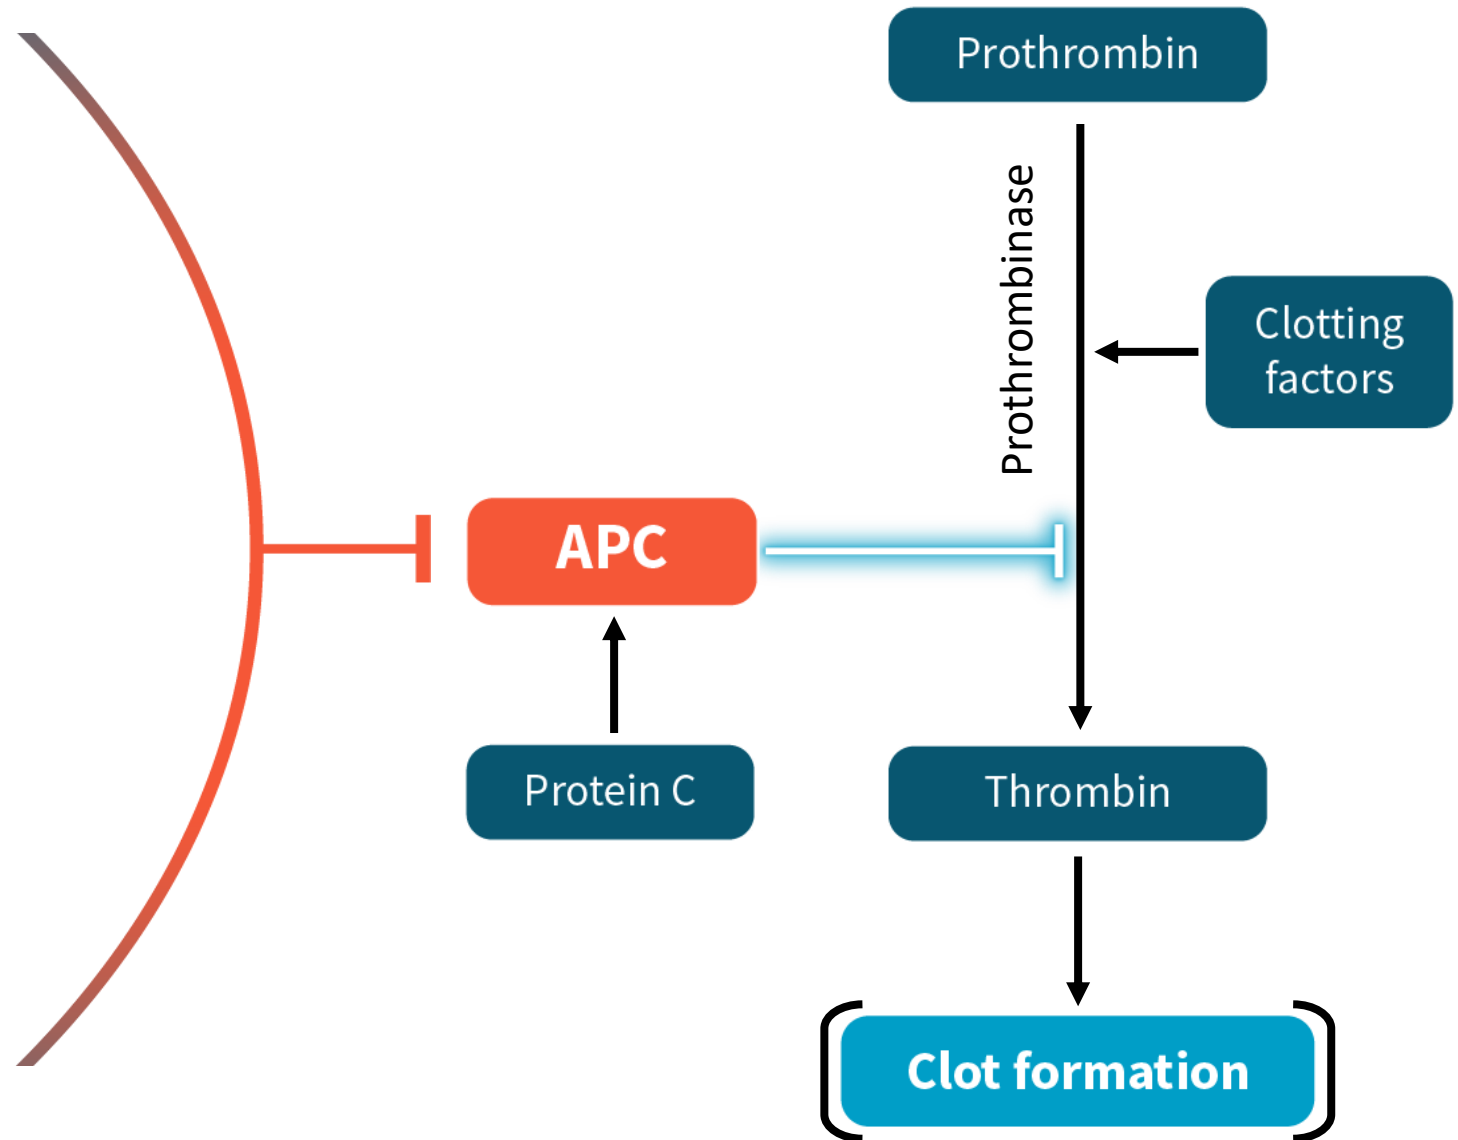 Prothrombin
Prothrombinase
Clotting
factors
APC
Protein C
Thrombin
Clot formation